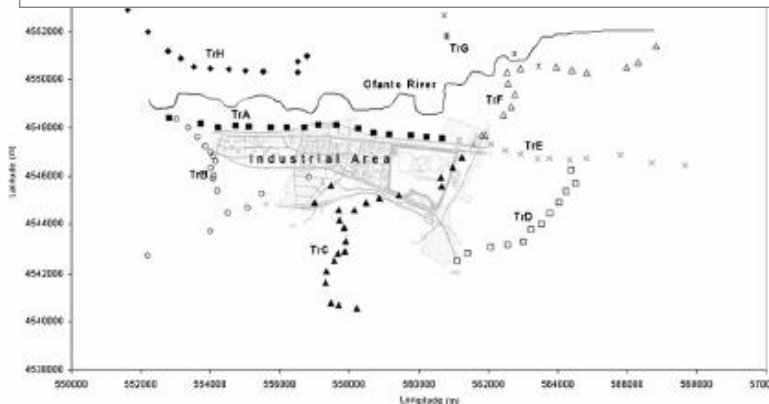 4552000
TrH
TrG
4550000
Ofanto River
TrF
TrA
4548000
Industrial Area
TrE
Latitude (m)
4546000
TrB
TrD
4544000
TrC
4542000
4540000
4538000
550000 552000 554000 556000 558000 560000 562000 564000 566000 568000 5700
Longitude (m)